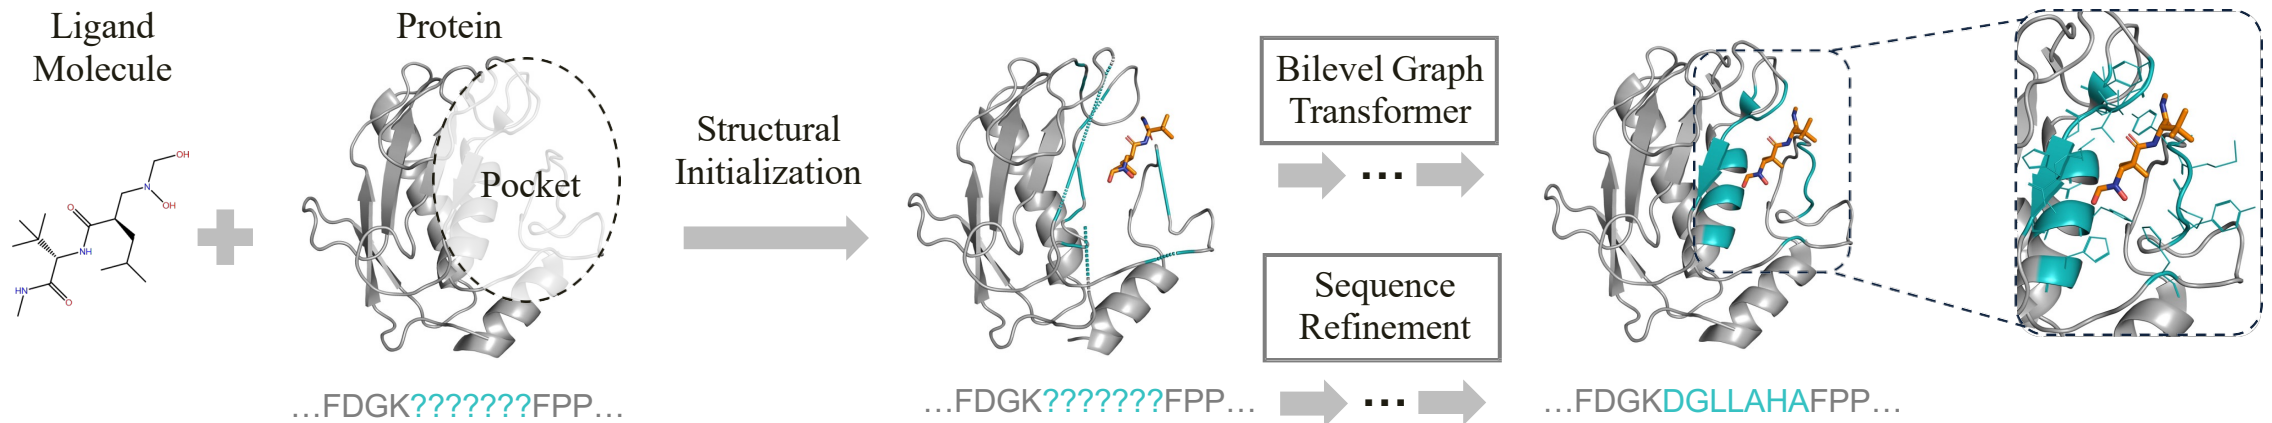 Ligand
Molecule
OH
N
OH
O
NH
HN
O
Protein
Pocket
...FDGK???????FPP...
Structural
Initialization
...FDGK???????FPP...
Bilevel Graph
Transformer
...
Sequence
Refinement
...
...FDGKDGLLAHAFPP...